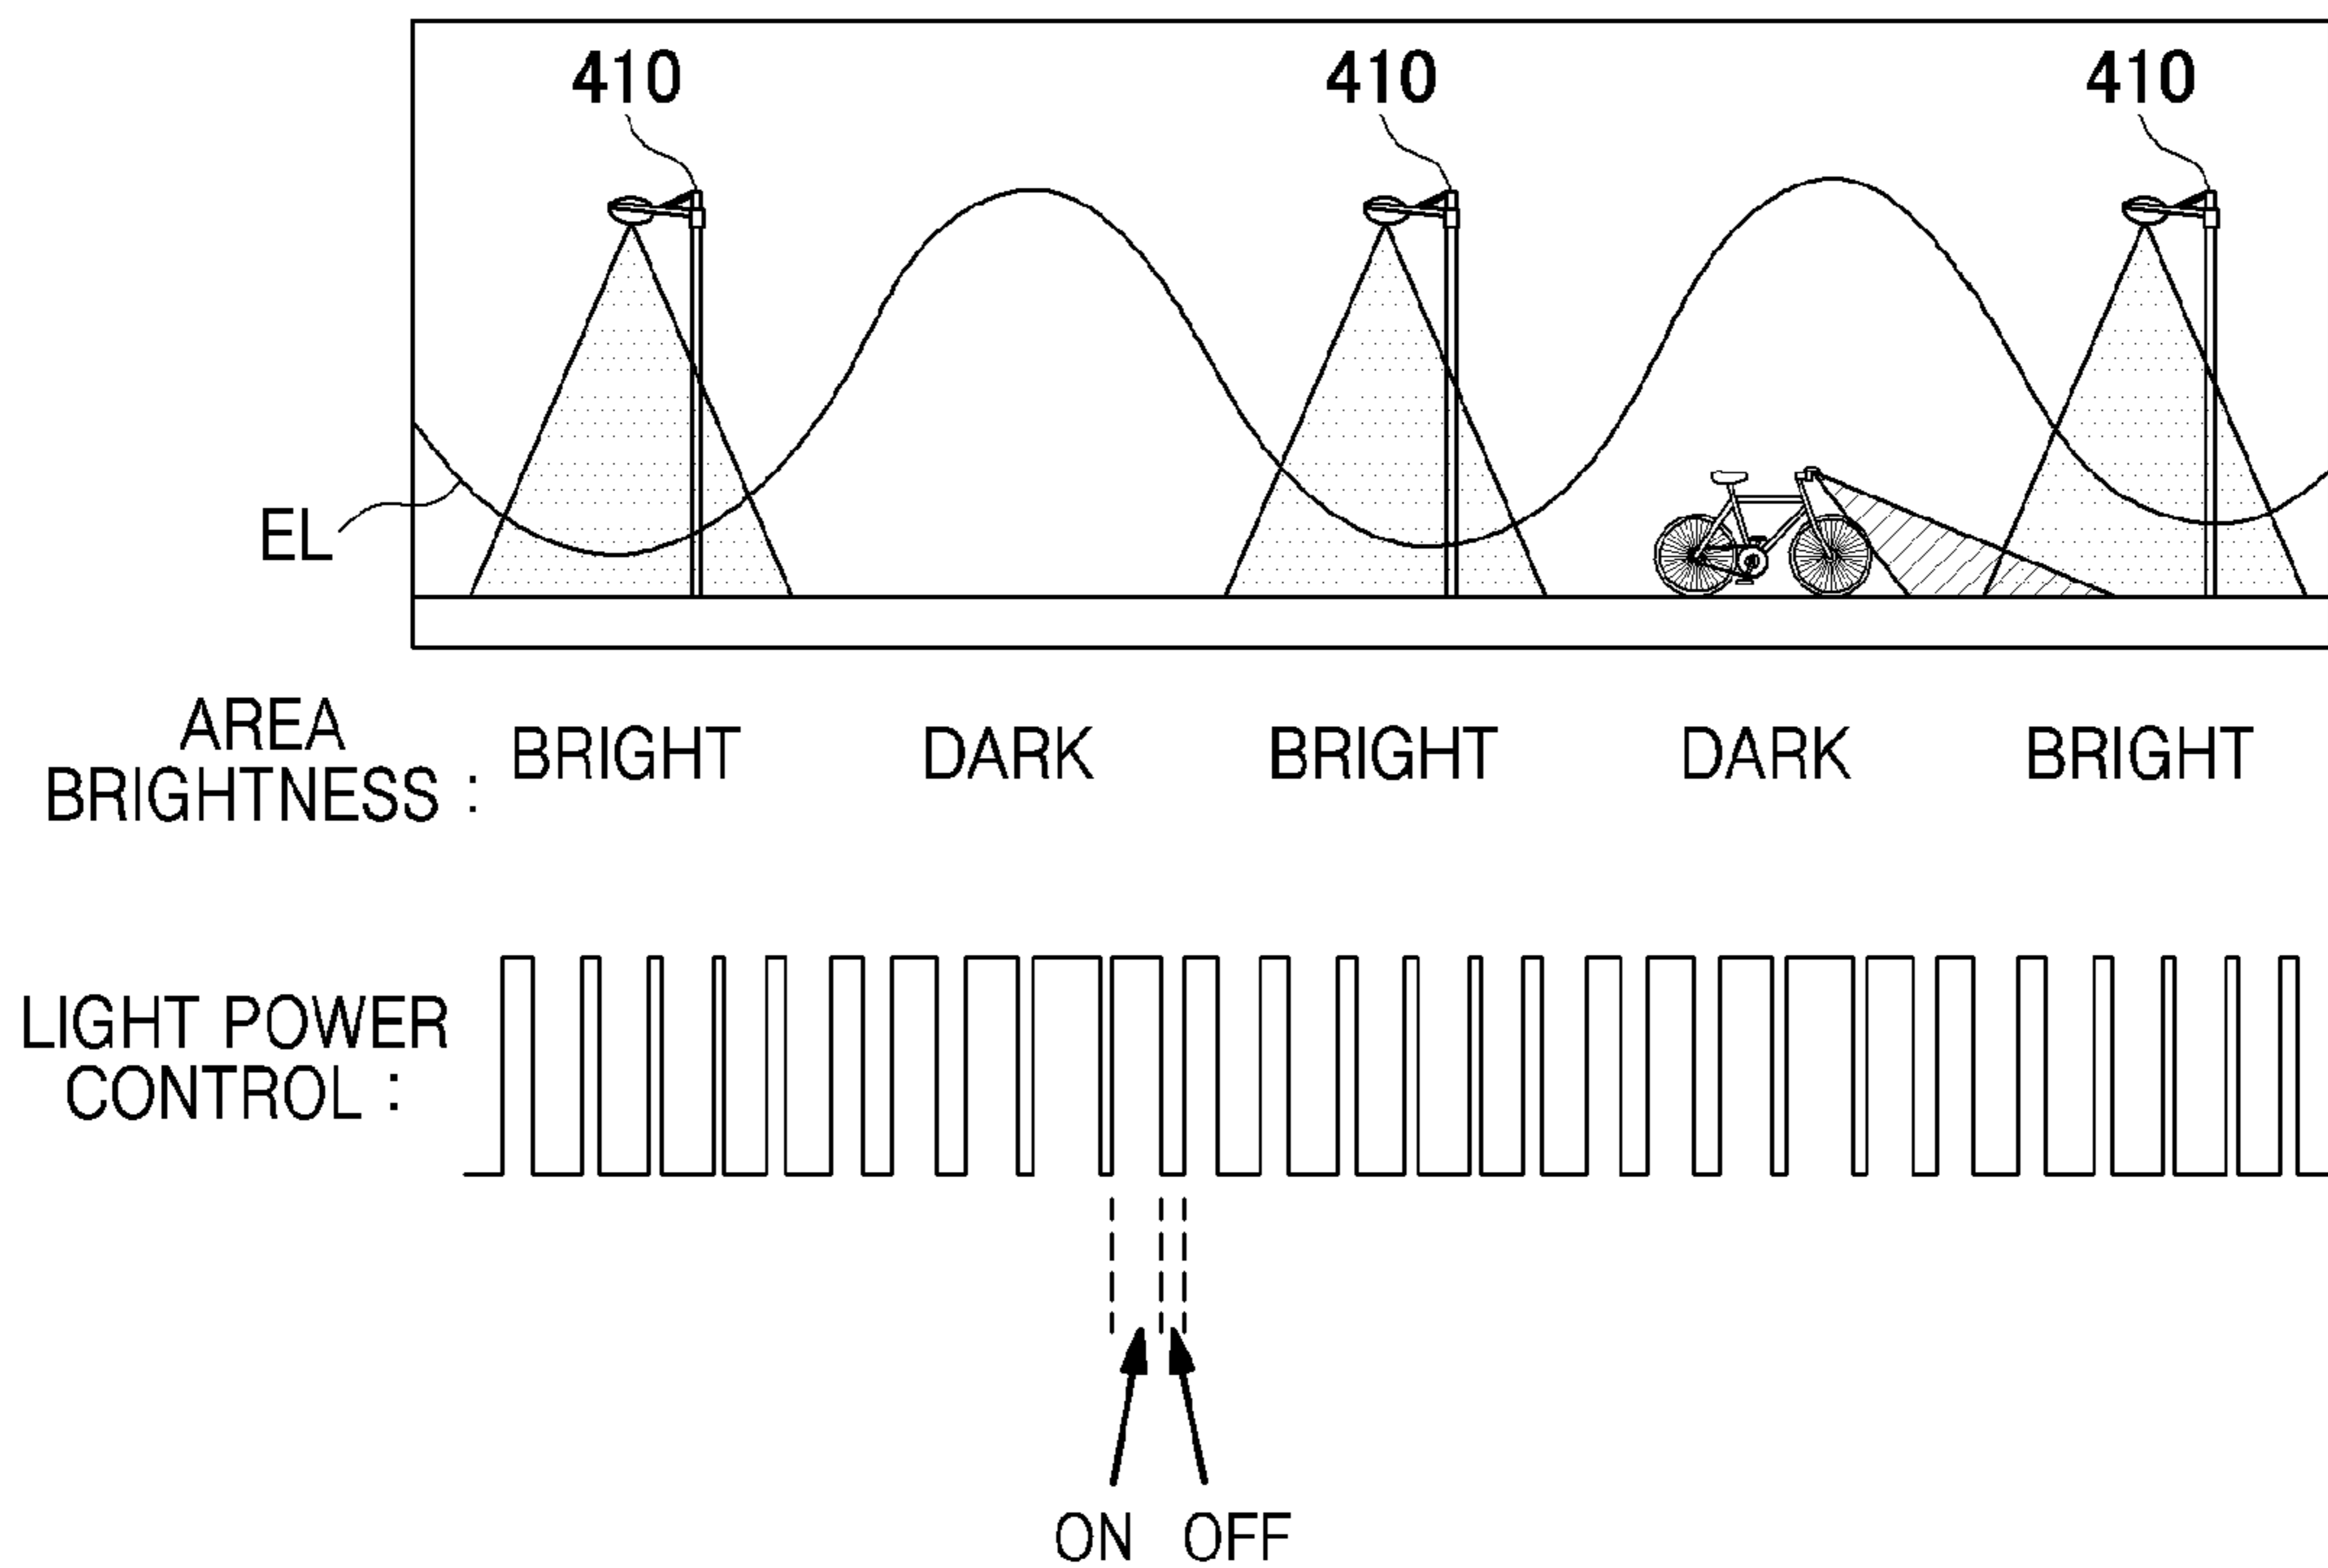 410 410 410
EL
AREA
BRIGHTNESS : BRIGHT DARK BRIGHT DARK BRIGHT
LIGHT POWER
CONTROL :
ON OFF